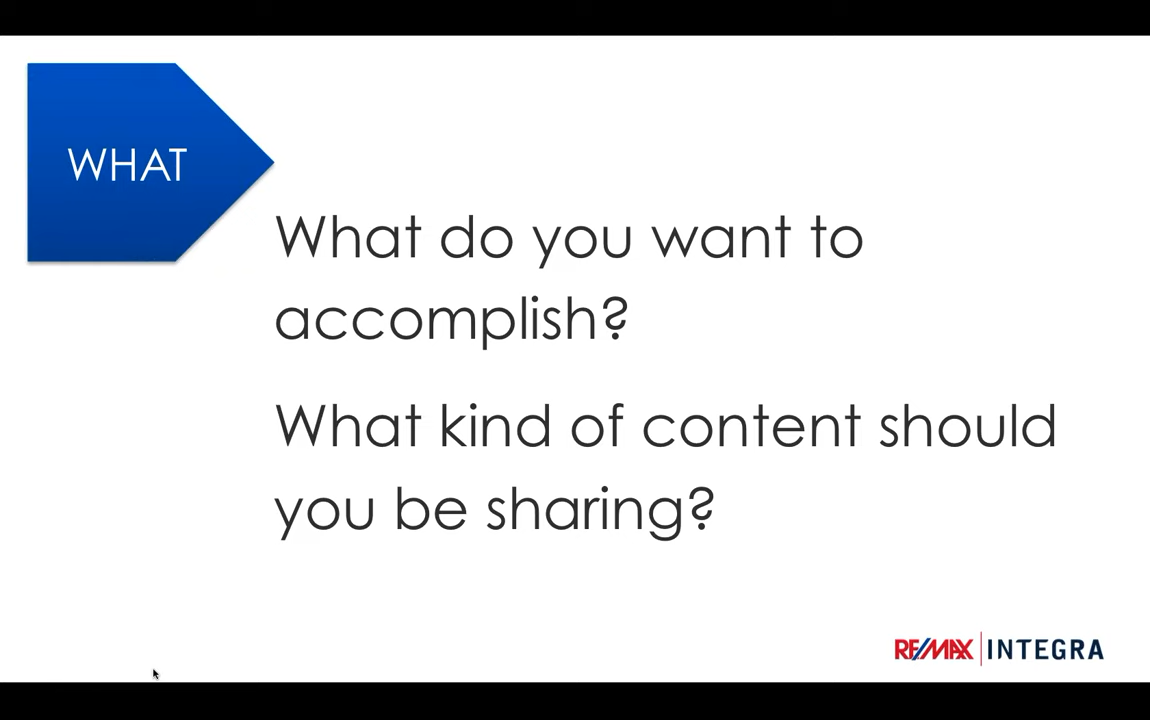 WHAT
What do you want to
accomplish?
What kind of content should
you be sharing?
RE/MAX INTEGRA